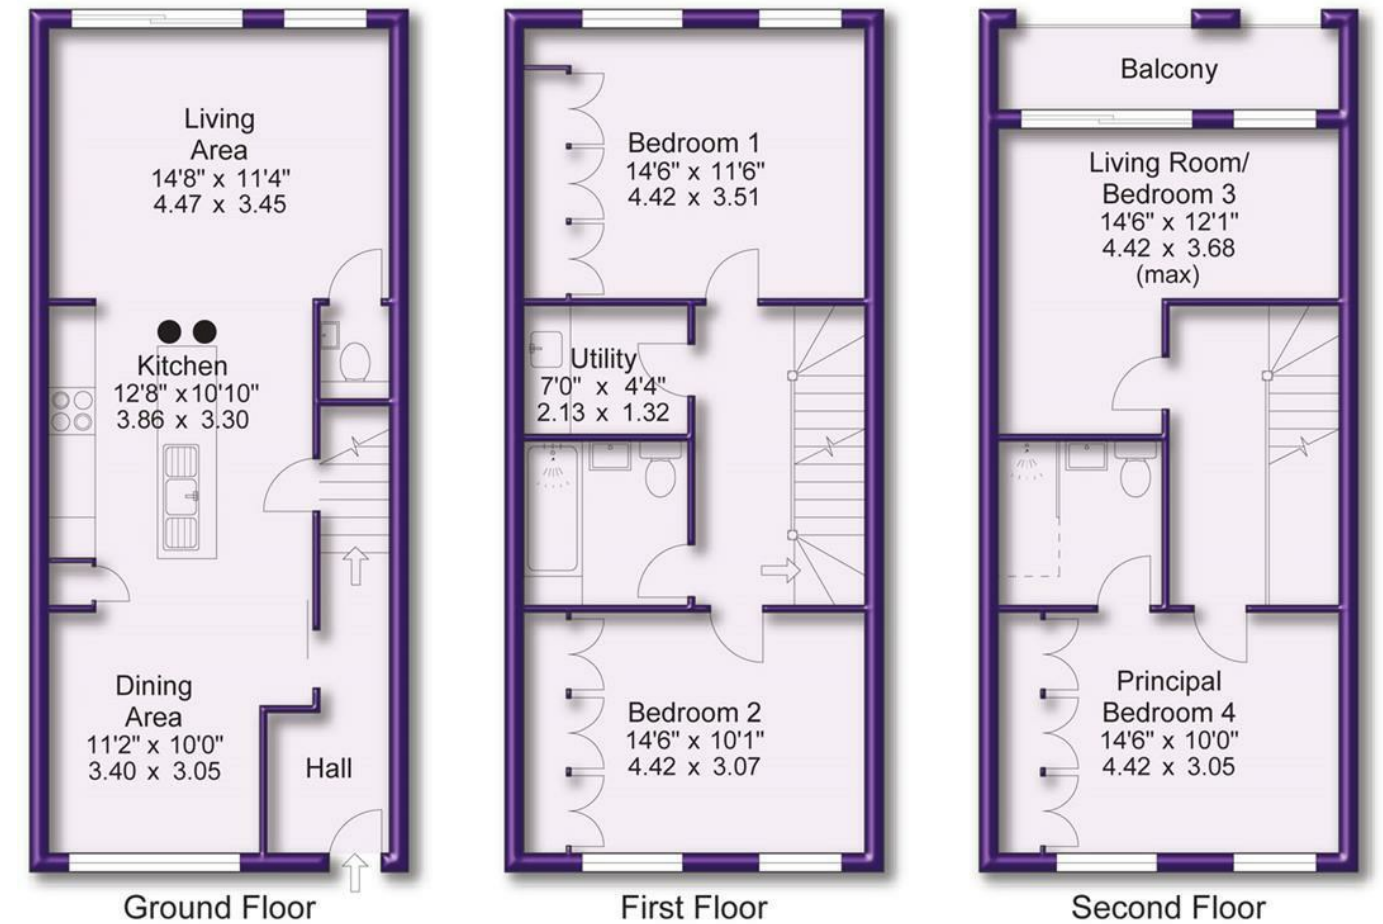 Living
Area
14'8" x 11'4"
4.47 x 3.45
Kitchen
12'8" x 10'10"
3.86 x 3.30
Dining
Area
11'2" x 10'0"
3.40 x 3.05
Hall
Ground Floor
Bedroom 1
14'6" x 11'6"
4.42 x 3.51
Utility
7'0" x 4'4"
2.13 x 1.32
Bedroom 2
14'6" x 10'1"
4.42 x 3.07
First Floor
Balcony
Living Room/
Bedroom 3
14'6" x 12'1"
4.42 x 3.68
(max)
Principal
Bedroom 4
14'6" x 10'0"
4.42 x 3.05
Second Floor